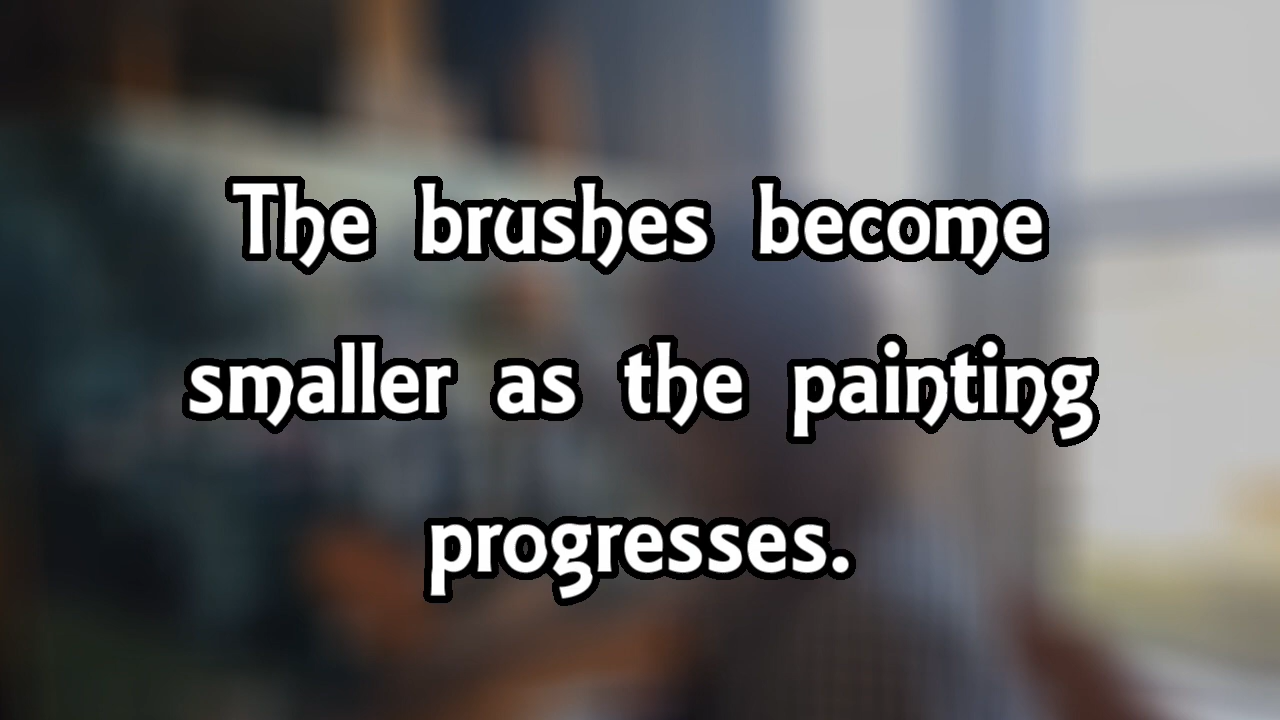 The brushes become
smaller as the painting
progresses.